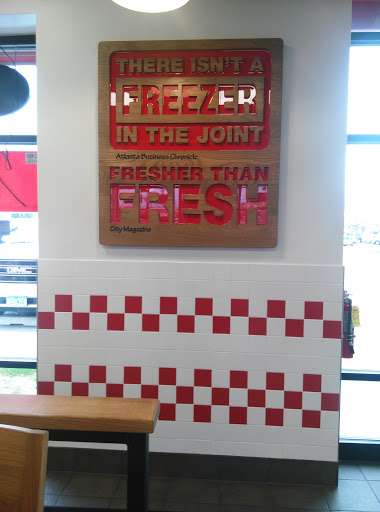 THERE ISN'T A
FREEZER
IN THE JOINT
Atlanta Business Chronicle
FRESHER THAN
FRESH
City Magazine